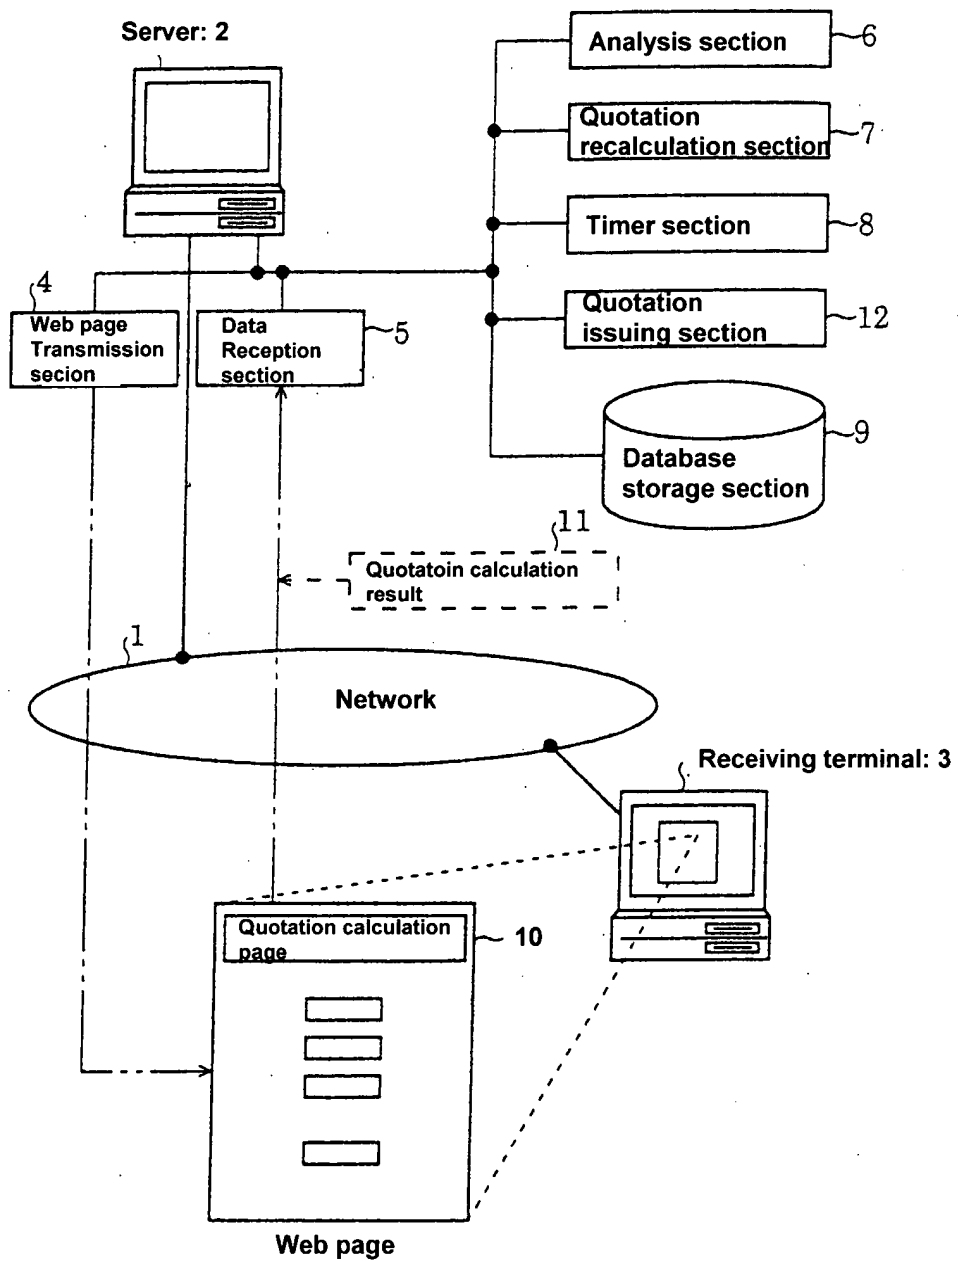 Server: 2
Analysis section
6
Quotation
recalculation section
7
Timer section
8
4
Web page
Transmission
secion
Data
Reception
section
5
Quotation
issuing section
12
Database
storage section
9
11
Quotatoin calculation
result
1
Network
Receiving terminal: 3
Quotation calculation
page
10
Web page